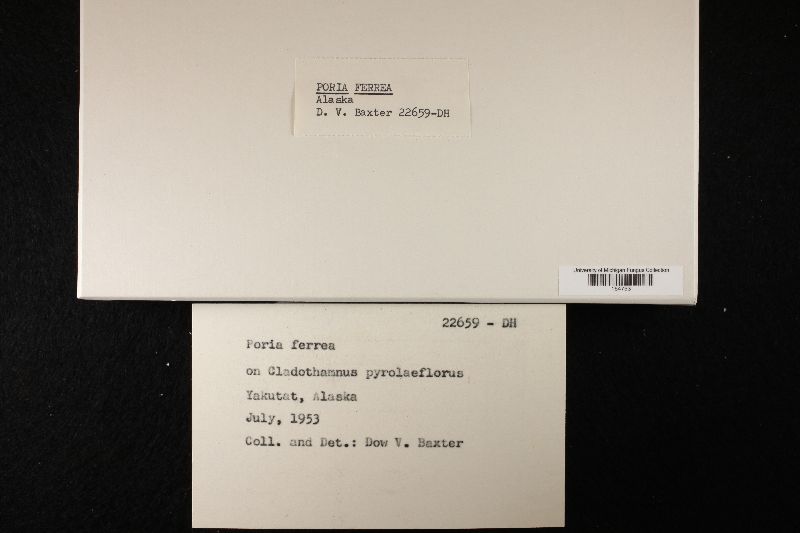 PORIA FERREA
Alaska
D. V. Baxter 22659-DH
University of Michigan Fungus Collection
22659 - DH
Poria ferrea
on Cladothamnus pyrolaeflorus
Yakutat, Alaska
July, 1953
Coll. and Det.: Dow V. Baxter